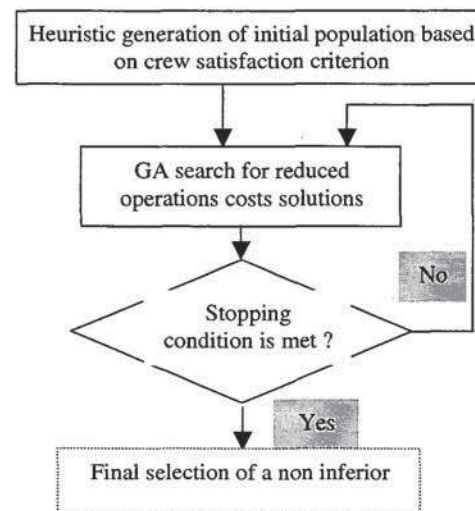 Heuristic generation of initial population based
on crew satisfaction criterion
GA search for reduced
operations costs solutions
No
Stopping
condition is met ?
Yes
Final selection of a non inferior